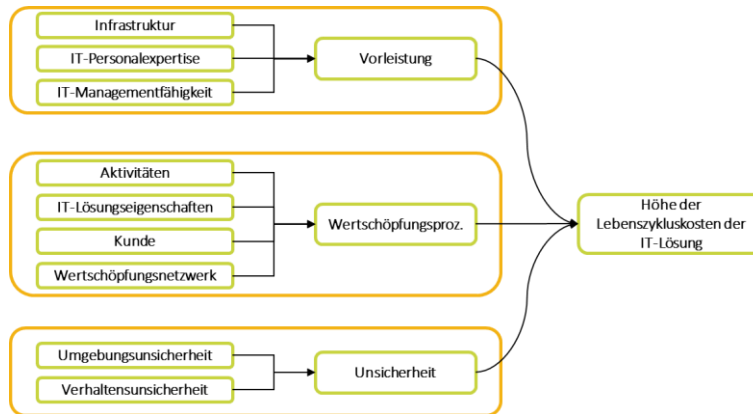 Infrastruktur
IT-Personalexpertise
IT-Managementfähigkeit
Vorleistung
Aktivitäten
IT-Lösungseigenschaften
Kunde
Wertschöpfungsnetzwerk
Wertschöpfungsproz.
Umgebungsunsicherheit
Verhaltensunsicherheit
Unsicherheit
Höhe der
Lebenszykluskosten der
IT-Lösung